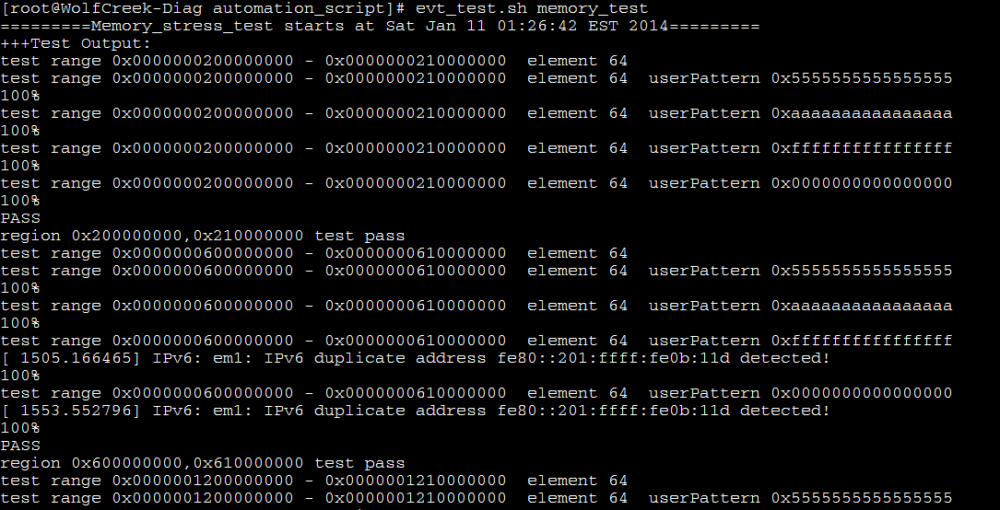 [root@WolfCreek-Diag automation_script]# evt_test.sh memory_test
=========Memory_stress_test starts at Sat Jan 11 01:26:42 EST 2014=========
+++Test Output:
test range 0x0000000200000000 - 0x0000000210000000  element 64
test range 0x0000000200000000 - 0x0000000210000000  element 64  userPattern 0x5555555555555555
100%
test range 0x0000000200000000 - 0x0000000210000000  element 64  userPattern 0xaaaaaaaaaaaaaaaa
100%
test range 0x0000000200000000 - 0x0000000210000000  element 64  userPattern 0xffffffffffffffff
100%
test range 0x0000000200000000 - 0x0000000210000000  element 64  userPattern 0x0000000000000000
100%
PASS
region 0x200000000,0x210000000 test pass
test range 0x0000000600000000 - 0x0000000610000000  element 64
test range 0x0000000600000000 - 0x0000000610000000  element 64  userPattern 0x5555555555555555
100%
test range 0x0000000600000000 - 0x0000000610000000  element 64  userPattern 0xaaaaaaaaaaaaaaaa
100%
test range 0x0000000600000000 - 0x0000000610000000  element 64  userPattern 0xffffffffffffffff
[ 1505.166465] IPv6: em1: IPv6 duplicate address fe80::201:ffff:fe0b:11d detected!
100%
test range 0x0000000600000000 - 0x0000000610000000  element 64  userPattern 0x0000000000000000
[ 1553.552796] IPv6: em1: IPv6 duplicate address fe80::201:ffff:fe0b:11d detected!
100%
PASS
region 0x600000000,0x610000000 test pass
test range 0x0000001200000000 - 0x0000001210000000  element 64
test range 0x0000001200000000 - 0x0000001210000000  element 64  userPattern 0x5555555555555555